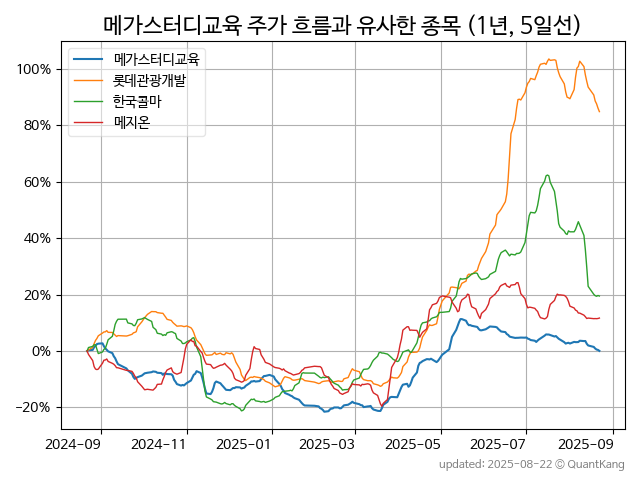 메가스터디교육 주가 흐름과 유사한 종목 (1년, 5일선)
메가스터디교육
롯데관광개발
한국콜마
메지온
100%
80%
60%
40%
20%
0%
−20%
2024-09 2024-11 2025-01 2025-03 2025-05 2025-07 2025-09
updated: 2025-08-22 © QuantKang